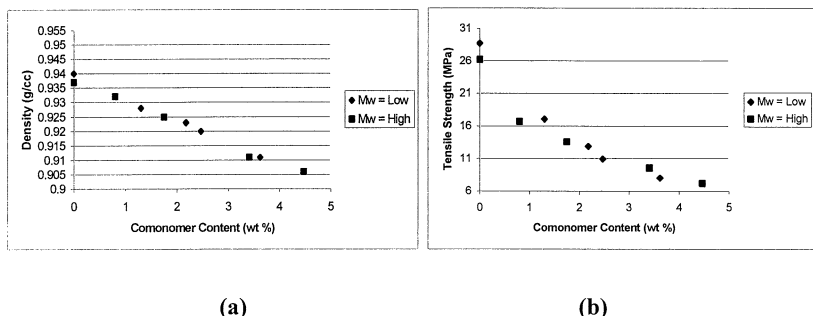 0.955
0.95
0.945
0.94
0.935
0.93
0.925
0.92
0.915
0.91
0.905
0.9
Density (g/cc)
0 1 2 3 4 5
Comonomer Content (wt %)
Mw = Low
Mw = High
(a)
31
26
21
16
11
6
Tensile Strength (MPa)
0 1 2 3 4 5
Comonomer Content (wt %)
Mw = Low
Mw = High
(b)